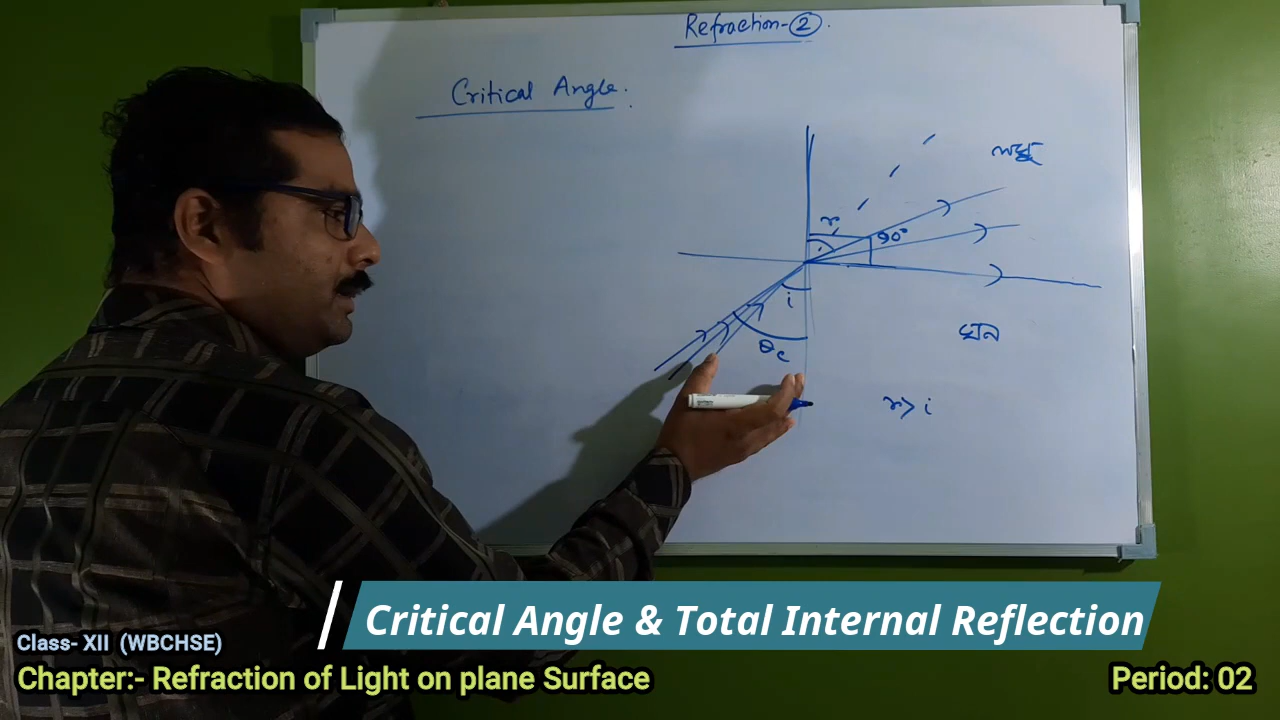 Refraction-②.
Critical Angle.
লঘু
r
90°
i
ঘন
θc
r> i
Critical Angle & Total Internal Reflection
Class- XII (WBCHSE)
Chapter:- Refraction of Light on plane Surface
Period: 02